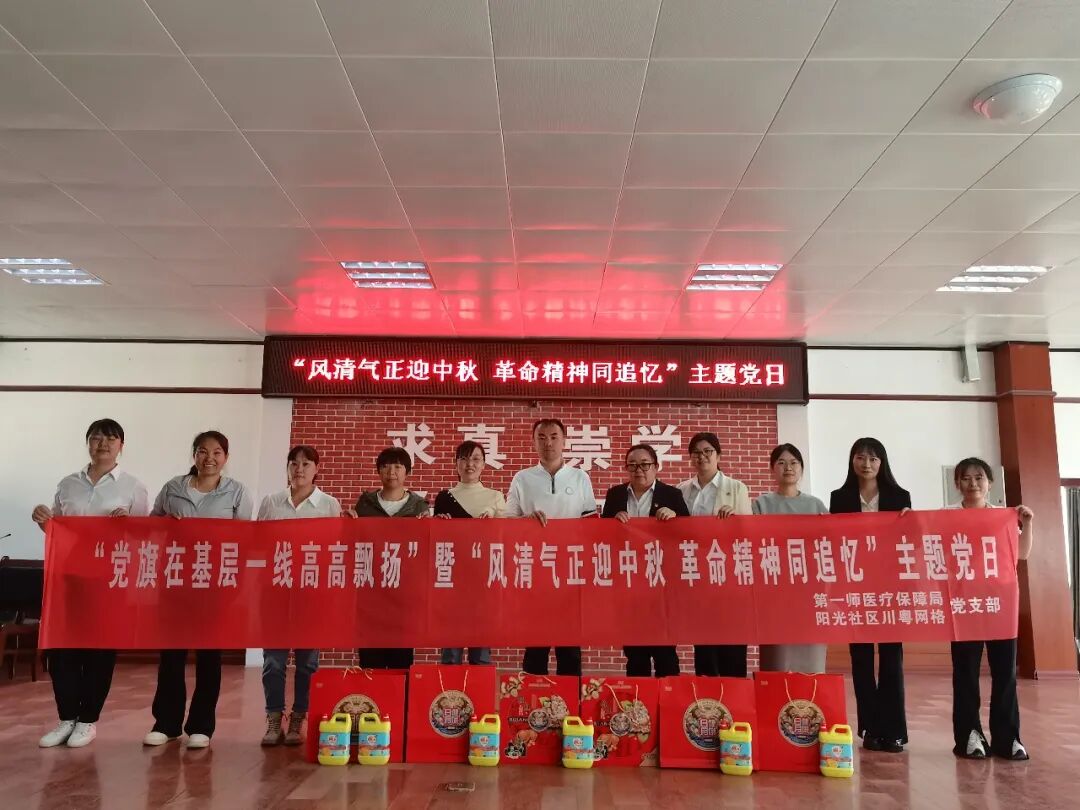 “风清气正迎中秋 革命精神同追忆”主题党日
求真 崇学
“党旗在基层一线高高飘扬”暨“风清气正迎中秋 革命精神同追忆”主题党日
第一师医疗保障局
阳光社区川粤网格
党支部